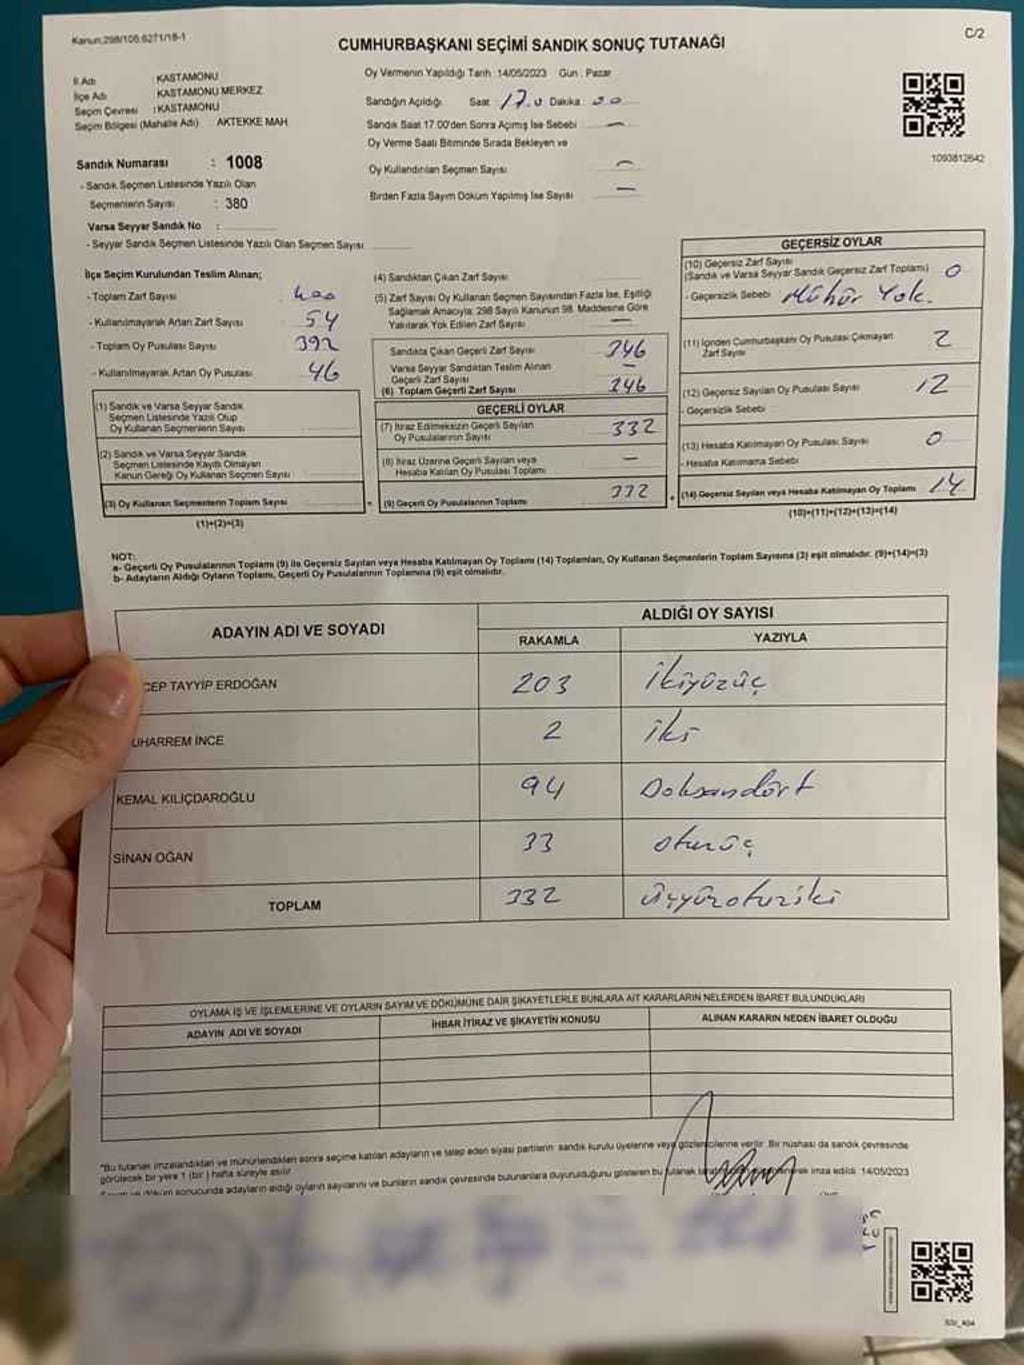 Kanun:298/106;6271/18-1
C/2
CUMHURBAŞKANI SEÇİMİ SANDIK SONUÇ TUTANAĞI
İl Adı : KASTAMONU
İlçe Adı : KASTAMONU MERKEZ
Seçim Çevresi : KASTAMONU
Seçim Bölgesi (Mahalle Adı) AKTEKKE MAH
Sandık Numarası : 1008
- Sandık Seçmen Listesinde Yazılı Olan
Seçmenlerin Sayısı : 380
Varsa Seyyar Sandık No :
- Seyyar Sandık Seçmen Listesinde Yazılı Olan Seçmen Sayısı
Oy Vermenin Yapıldığı Tarih : 14/05/2023 Gün : Pazar
Sandığın Açıldığı Saat : 17.0 Dakika : 00
Sandık Saat 17.00'den Sonra Açılmış İse Sebebi —
Oy Verme Saati Bitiminde Sırada Bekleyen ve
Oy Kullandırılan Seçmen Sayısı —
Birden Fazla Sayım Döküm Yapılmış İse Sayısı —
1093812642
İlçe Seçim Kurulundan Teslim Alınan;
- Toplam Zarf Sayısı : 400
- Kullanılmayarak Artan Zarf Sayısı : 54
- Toplam Oy Pusulası Sayısı : 392
- Kullanılmayarak Artan Oy Pusulası : 46
(1) Sandık ve Varsa Seyyar Sandık
Seçmen Listesinde Yazılı Olup
Oy Kullanan Seçmenlerin Sayısı
(2) Sandık ve Varsa Seyyar Sandık
Seçmen Listesinde Kayıtlı Olmayan
Kanun Gereği Oy Kullanan Seçmen Sayısı
(3) Oy Kullanan Seçmenlerin Toplam Sayısı
(1)+(2)=(3)
(4) Sandıktan Çıkan Zarf Sayısı
(5) Zarf Sayısı Oy Kullanan Seçmen Sayısından Fazla İse, Eşitliği
Sağlamak Amacıyla; 298 Sayılı Kanunun 98. Maddesine Göre
Yakılarak Yok Edilen Zarf Sayısı —
Sandıkta Çıkan Geçerli Zarf Sayısı 346
Varsa Seyyar Sandıktan Teslim Alınan
Geçerli Zarf Sayısı —
(6) Toplam Geçerli Zarf Sayısı 346
GEÇERLİ OYLAR
(7) İtiraz Edilmeksizin Geçerli Sayılan
Oy Pusulalarının Sayısı 332
(8) İtiraz Üzerine Geçerli Sayılan veya
Hesaba Katılan Oy Pusulası Toplamı —
= (9) Geçerli Oy Pusulalarının Toplamı 332
GEÇERSİZ OYLAR
(10) Geçersiz Zarf Sayısı
(Sandık ve Varsa Seyyar Sandık Geçersiz Zarf Toplamı) 0
- Geçersizlik Sebebi : Mühür Yok.
(11) İçinden Cumhurbaşkanı Oy Pusulası Çıkmayan
Zarf Sayısı 2
(12) Geçersiz Sayılan Oy Pusulası Sayısı 12
- Geçersizlik Sebebi :
(13) Hesaba Katılmayan Oy Pusulası Sayısı 0
- Hesaba Katılmama Sebebi
+ (14) Geçersiz Sayılan veya Hesaba Katılmayan Oy Toplamı 14
(10)+(11)+(12)+(13)=(14)
NOT:
a- Geçerli Oy Pusulalarının Toplamı (9) ile Geçersiz Sayılan veya Hesaba Katılmayan Oy Toplamı (14) Toplamları, Oy Kullanan Seçmenlerin Toplam Sayısına (3) eşit olmalıdır. (9)+(14)=(3)
b- Adayların Aldığı Oyların Toplamı, Geçerli Oy Pusulalarının Toplamına (9) eşit olmalıdır.
ADAYIN ADI VE SOYADI
ALDIĞI OY SAYISI
RAKAMLA YAZIYLA
CEP TAYYİP ERDOĞAN 203 ikiyüzüç
UHARREM İNCE 2 iki
KEMAL KILIÇDAROĞLU 94 Doksandört
SİNAN OĞAN 33 otuzüç
TOPLAM 332 üçyüzotuziki
OYLAMA İŞ VE İŞLEMLERİNE VE OYLARIN SAYIM VE DÖKÜMÜNE DAİR ŞİKAYETLERLE BUNLARA AİT KARARLARIN NELERDEN İBARET BULUNDUKLARI
ADAYIN ADI VE SOYADI İHBAR İTİRAZ VE ŞİKAYETİN KONUSU ALINAN KARARIN NEDEN İBARET OLDUĞU
*Bu tutanak imzalandıktan ve mühürlendikten sonra seçime katılan adayların ve talep eden siyasi partilerin sandık kurulu üyelerine veya gözlemcilerine verilir. Bir nüshası da sandık çevresinde
görülecek bir yere 1 (bir ) hafta süreyle asılır.
döküm sonucunda adayların aldığı oyların sayılarını ve bunların sandık çevresinde bulunanlara duyurulduğunu gösteren bu tutanak imza edildi. 14/05/2023